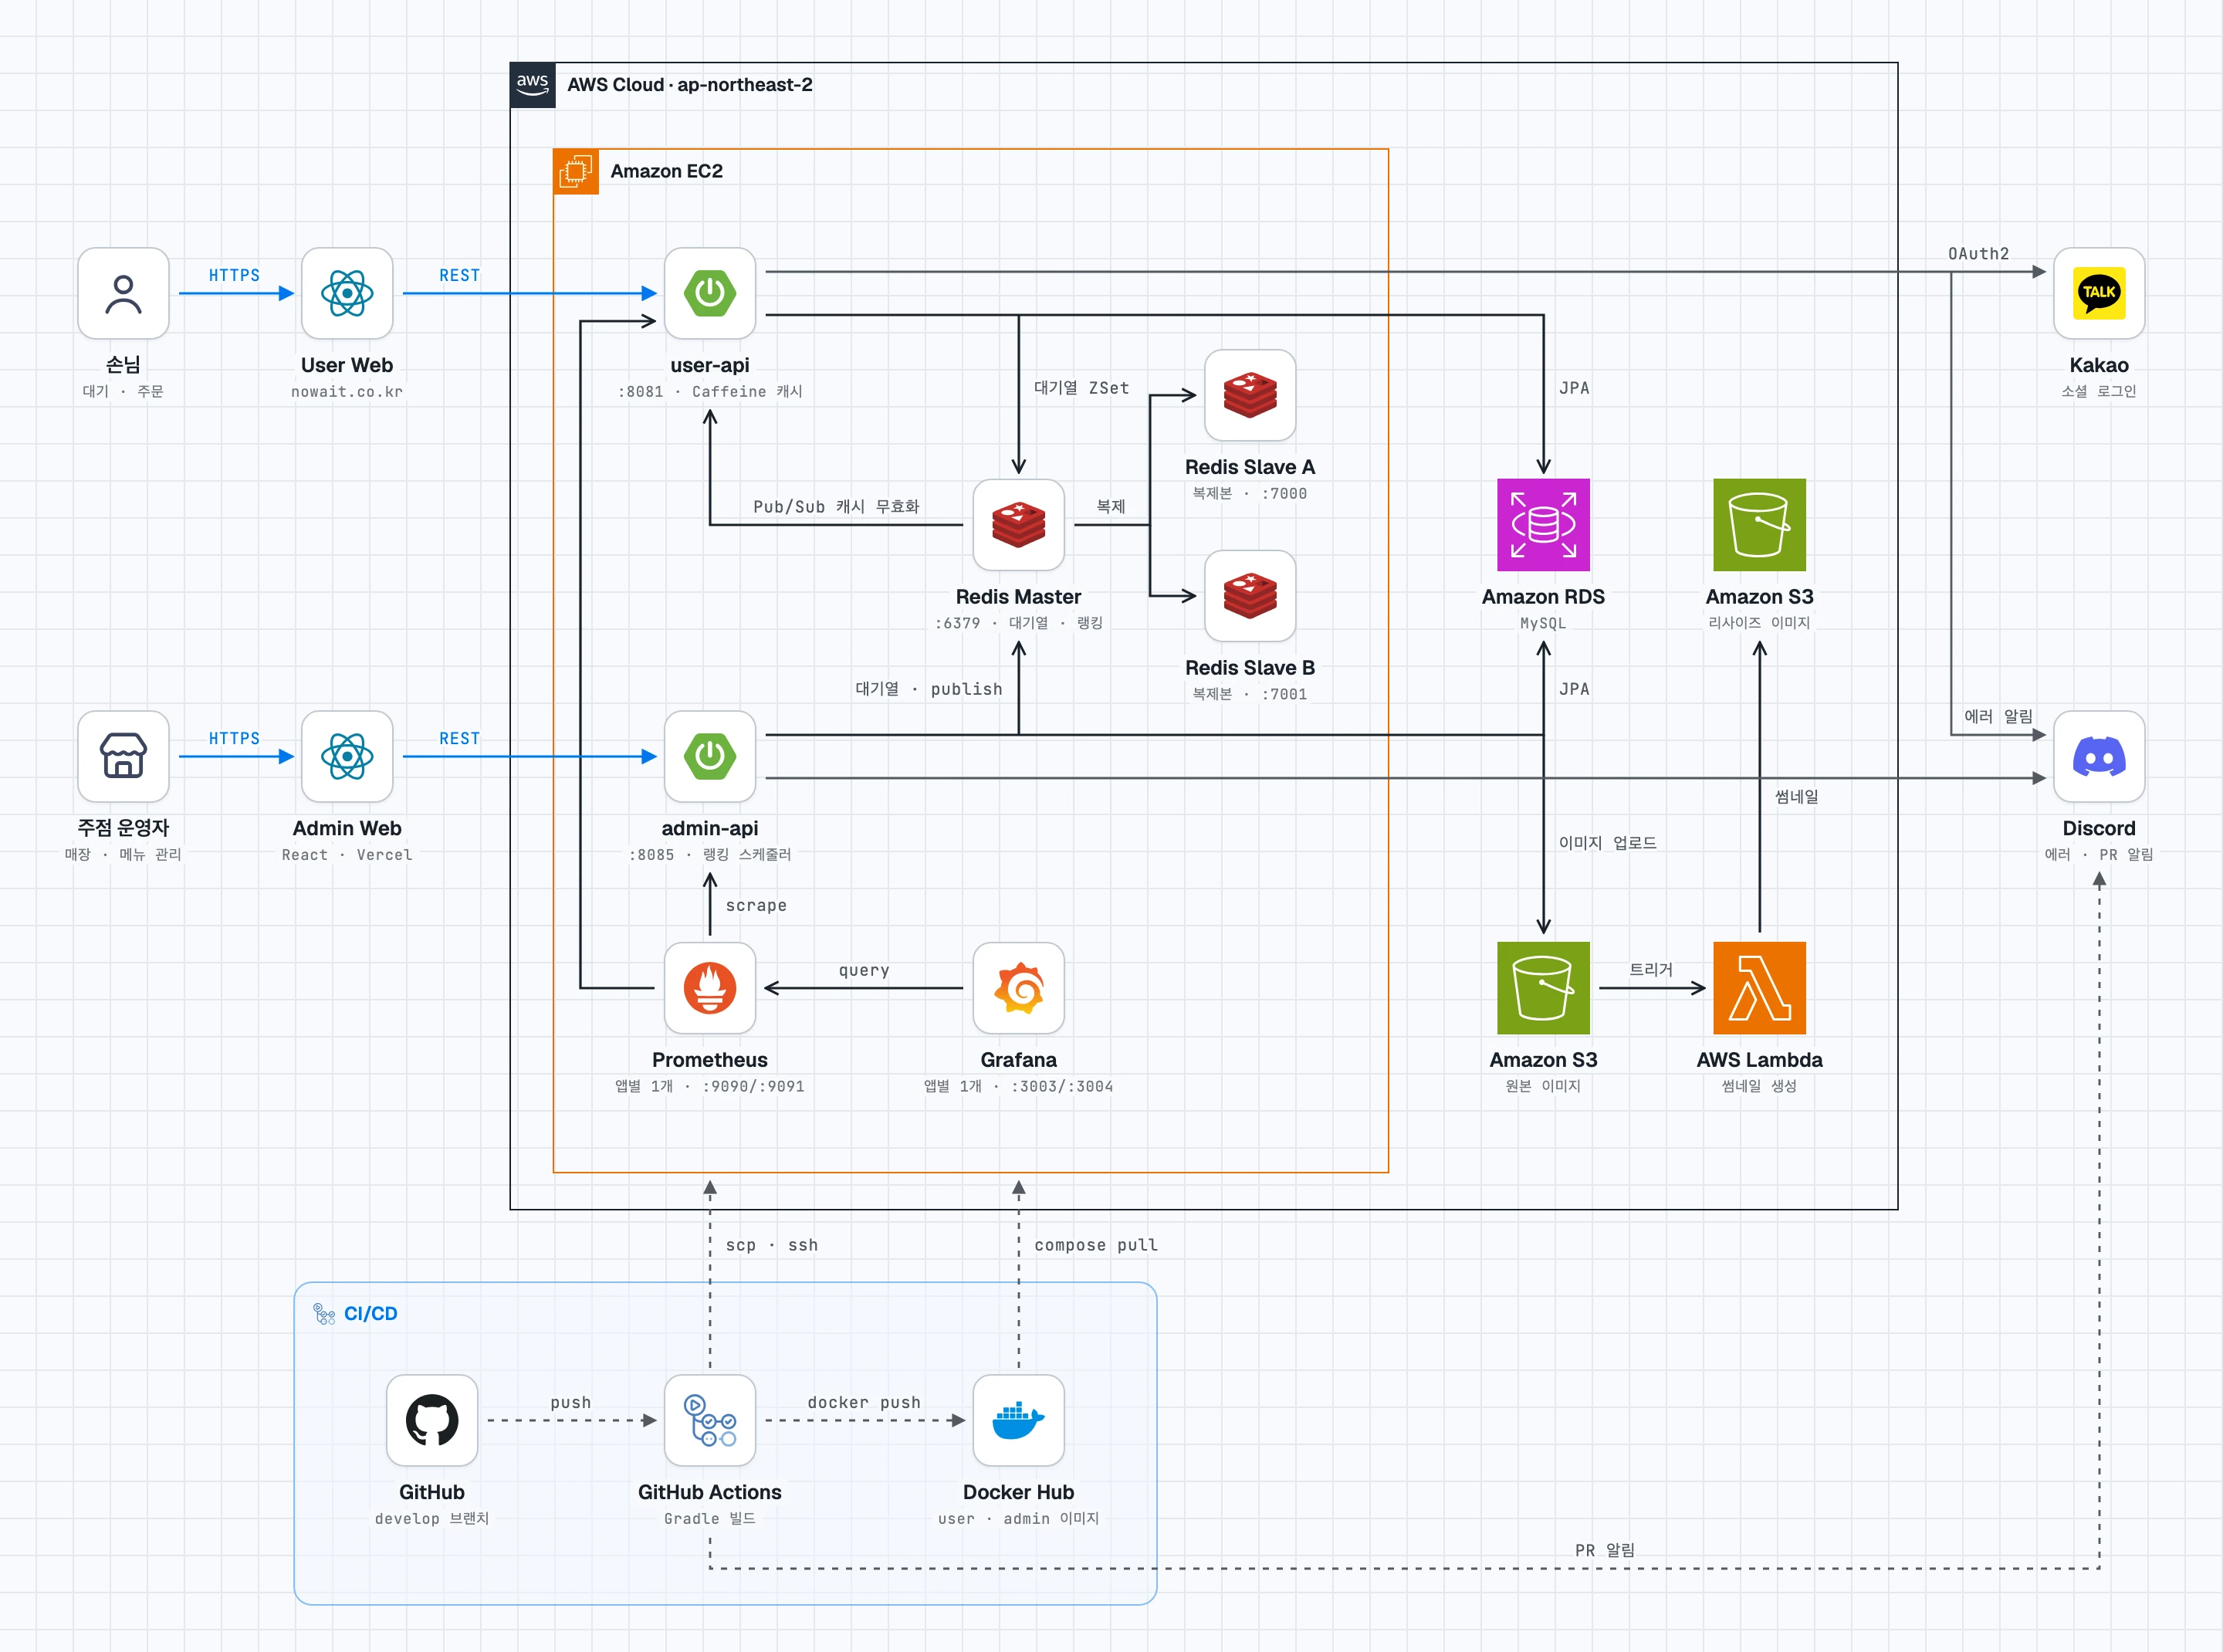 aws
AWS Cloud · ap-northeast-2
Amazon EC2
HTTPS
REST
OAuth2
TALK
손님
대기 · 주문
User Web
nowait.co.kr
user-api
:8081 · Caffeine 캐시
대기열 ZSet
JPA
Kakao
소셜 로그인
Redis Slave A
복제본 · :7000
Pub/Sub 캐시 무효화
복제
Redis Master
:6379 · 대기열 · 랭킹
Amazon RDS
MySQL
Amazon S3
리사이즈 이미지
Redis Slave B
복제본 · :7001
대기열 · publish
JPA
에러 알림
HTTPS
REST
썸네일
주점 운영자
매장 · 메뉴 관리
Admin Web
React · Vercel
admin-api
:8085 · 랭킹 스케줄러
이미지 업로드
Discord
에러 · PR 알림
scrape
query
트리거
Prometheus
앱별 1개 · :9090/:9091
Grafana
앱별 1개 · :3003/:3004
Amazon S3
원본 이미지
AWS Lambda
썸네일 생성
scp · ssh
compose pull
CI/CD
push
docker push
GitHub
develop 브랜치
GitHub Actions
Gradle 빌드
Docker Hub
user · admin 이미지
PR 알림